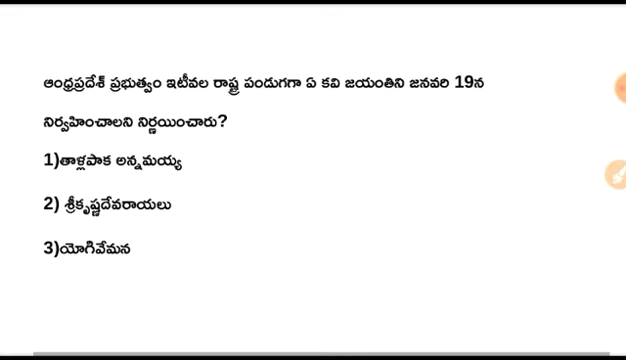 ఆంధ్రప్రదేశ్ ప్రభుత్వం ఇటీవల రాష్ట్ర పండుగగా ఏ కవి జయంతిని జనవరి 19న
నిర్వహించాలని నిర్ణయించారు?
1)తాళ్లపాక అన్నమయ్య
2) శ్రీకృష్ణదేవరాయలు
3)యోగివేమన